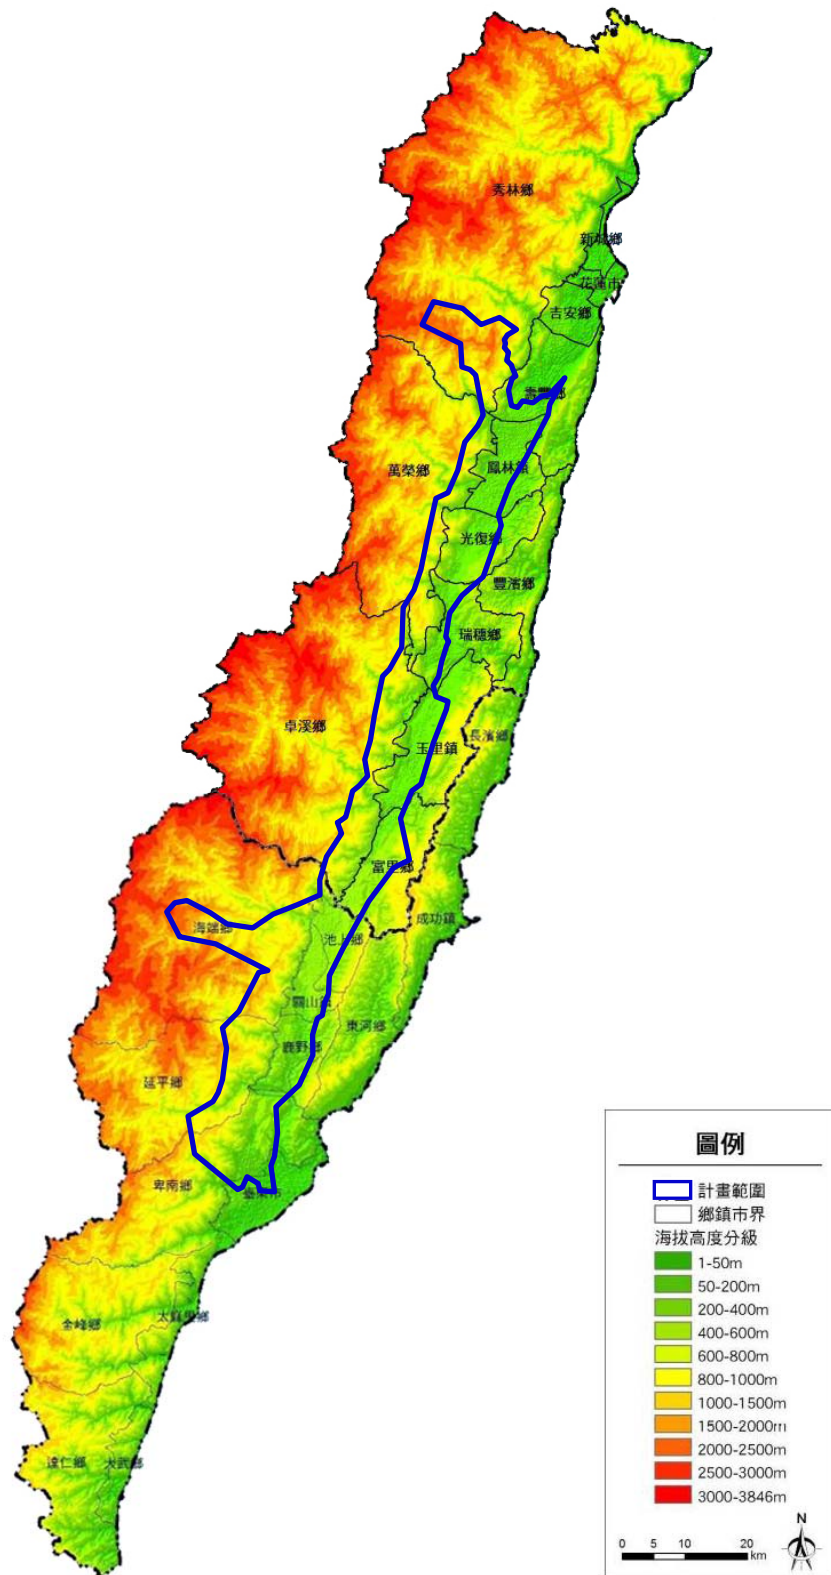 秀林鄉
新城鄉
花蓮市
吉安鄉
壽豐鄉
鳳林鎮
萬榮鄉
光復鄉
豐濱鄉
瑞穗鄉
卓溪鄉
長濱鄉
玉里鎮
富里鄉
成功鎮
海端鄉
池上鄉
關山鎮
東河鄉
鹿野鄉
延平鄉
卑南鄉
臺東市
太麻里鄉
金峰鄉
達仁鄉
大武鄉
圖例
計畫範圍
鄉鎮市界
海拔高度分級
1-50m
50-200m
200-400m
400-600m
600-800m
800-1000m
1000-1500m
1500-2000m
2000-2500m
2500-3000m
3000-3846m
N
0 5 10 20
km